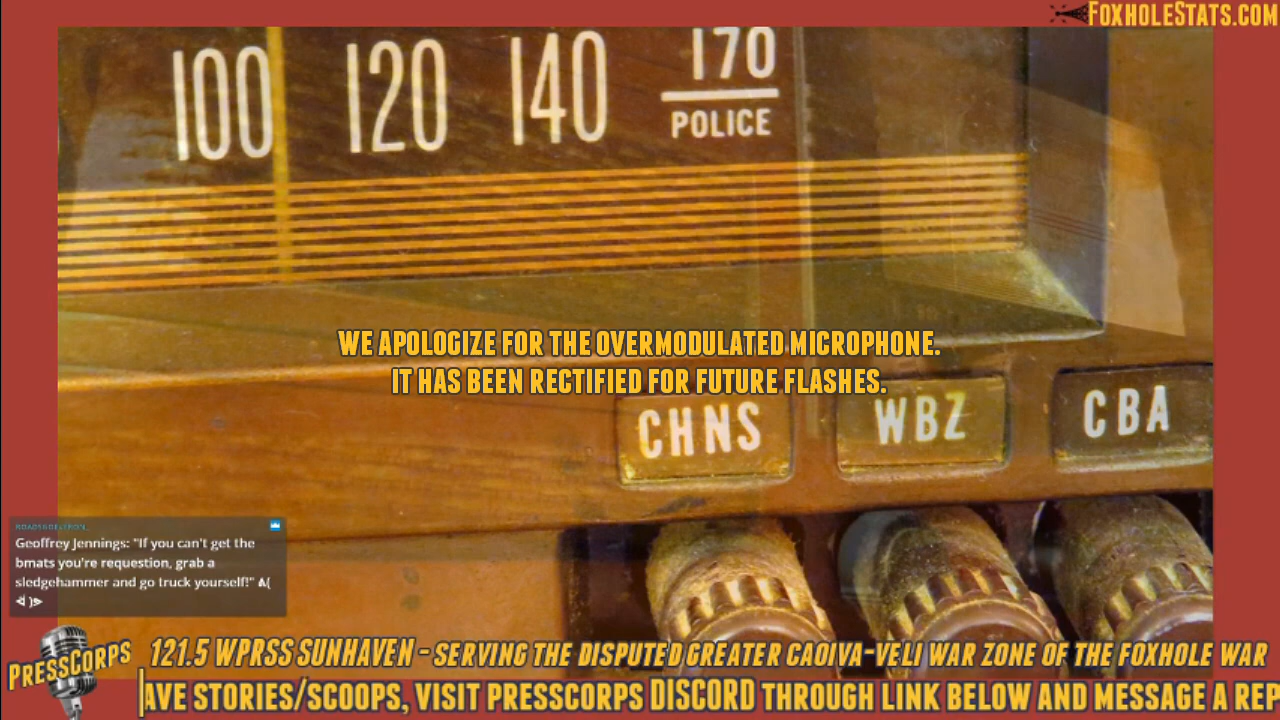 FOXHOLESTATS.COM
100 120 140 170
POLICE
WE APOLOGIZE FOR THE OVERMODULATED MICROPHONE.
IT HAS BEEN RECTIFIED FOR FUTURE FLASHES.
CHNS WBZ CBA
Geoffrey Jennings: "If you can't get the
bmats you're requestion, grab a
sledgehammer and go truck yourself!"
PRESSCORPS
121.5 WPRSS SUNHAVEN - SERVING THE DISPUTED GREATER CAOIVA-VELI WAR ZONE OF THE FOXHOLE WAR
AVE STORIES/SCOOPS, VISIT PRESSCORPS DISCORD THROUGH LINK BELOW AND MESSAGE A REP